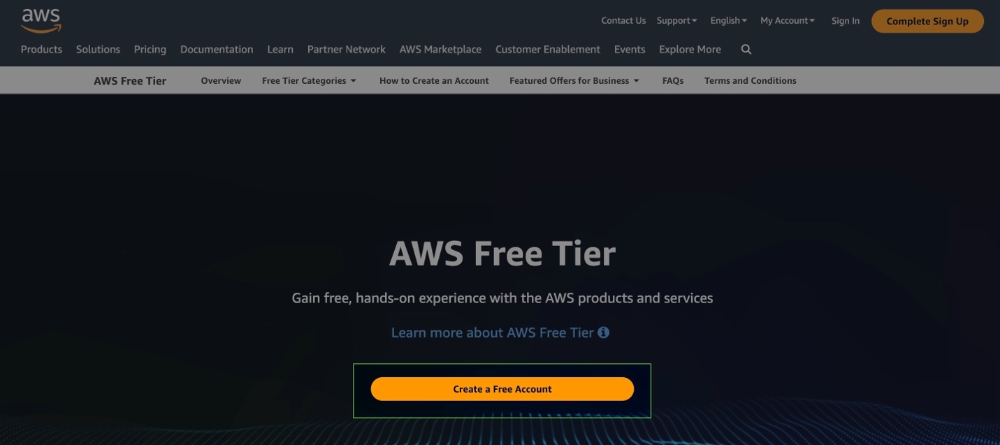 aws
Contact Us Support English My Account Sign In Complete Sign Up
Products Solutions Pricing Documentation Learn Partner Network AWS Marketplace Customer Enablement Events Explore More
AWS Free Tier Overview Free Tier Categories How to Create an Account Featured Offers for Business FAQs Terms and Conditions
AWS Free Tier
Gain free, hands-on experience with the AWS products and services
Learn more about AWS Free Tier
Create a Free Account